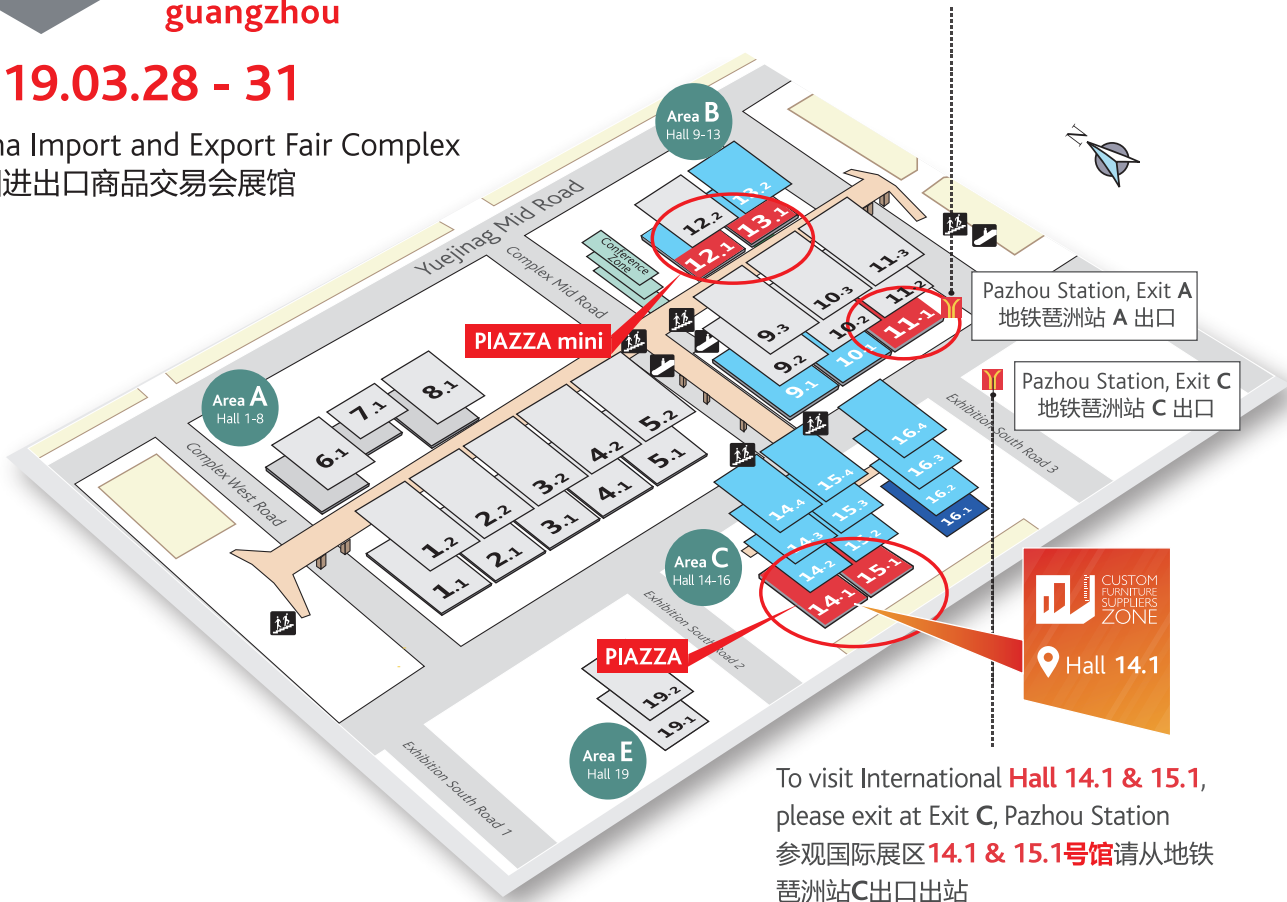 guangzhou
19.03.28 - 31
na Import and Export Fair Complex
进出口商品交易会展馆
Area B
Hall 9-13
N
13.2
12.2
13.1
12.1
Yuejinag Mid Road
Conference
Zone
Complex Mid Road
11.3
10.3
11.2
9.3
10.2
11.1
9.2
10.1
9.1
Pazhou Station, Exit A
地铁琶洲站 A 出口
PIAZZA mini
Pazhou Station, Exit C
地铁琶洲站 C 出口
Area A
Hall 1-8
8.1
7.1
6.1
5.2
4.2
5.1
3.2
4.1
2.2
3.1
1.2
2.1
1.1
Complex West Road
Exhibition South Road 3
16.4
16.3
16.2
16.1
15.4
14.4
15.3
14.3
15.2
14.2
15.1
14.1
Area C
Hall 14-16
Exhibition South Road 2
CUSTOM
FURNITURE
SUPPLIERS
ZONE
Hall 14.1
PIAZZA
19.2
19.1
Area E
Hall 19
Exhibition South Road 1
To visit International Hall 14.1 & 15.1,
please exit at Exit C, Pazhou Station
参观国际展区14.1 & 15.1号馆请从地铁
琶洲站C出口出站